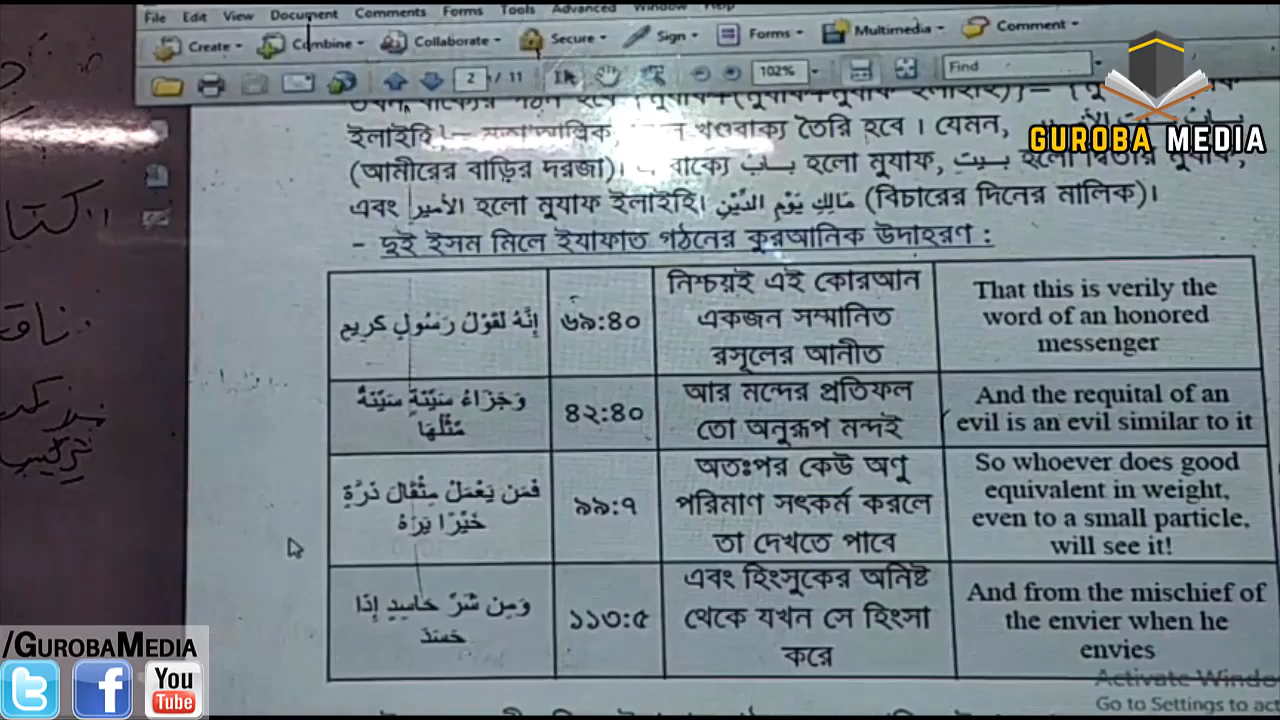 File Edit View Document Comments Forms Tools Advanced Window Help
Create Combine Collaborate Secure Sign Forms Multimedia Comment
2 / 11 102% Find
GUROBA MEDIA
ইলাইহি
খণ্ডবাক্য তৈরি হবে । যেমন,
(আমীরের বাড়ির দরজা)। বাক্যে بَابُ হলো মুযাফ, بَيْتِ হলো দ্বিতীয় মুযাফ,
এবং الأمير হলো মুযাফ ইলাইহি। مَالِكِ يَوْمِ الدِّيْنِ (বিচারের দিনের মালিক)।
- দুই ইসম মিলে ইযাফাত গঠনের কুরআনিক উদাহরণ :
إِنَّهُ لَقَوْلُ رَسُولٍ كَرِيمٍ
৬৯:৪০
নিশ্চয়ই এই কোরআন
একজন সম্মানিত
রসূলের আনীত
That this is verily the
word of an honored
messenger
وَجَزَاءُ سَيِّئَةٍ سَيِّئَةٌ
مِّثْلُهَا
৪২:৪০
আর মন্দের প্রতিফল
তো অনুরূপ মন্দই
And the requital of an
evil is an evil similar to it
فَمَن يَعْمَلْ مِثْقَالَ ذَرَّةٍ
خَيْرًا يَرَهُ
৯৯:৭
অতঃপর কেউ অণু
পরিমাণ সৎকর্ম করলে
তা দেখতে পাবে
So whoever does good
equivalent in weight,
even to a small particle,
will see it!
وَمِن شَرِّ حَاسِدٍ إِذَا
حَسَدَ
১১৩:৫
এবং হিংসুকের অনিষ্ট
থেকে যখন সে হিংসা
করে
And from the mischief of
the envier when he
envies
Activate Windows
Go to Settings to act
/GUROBAMEDIA
You
Tube